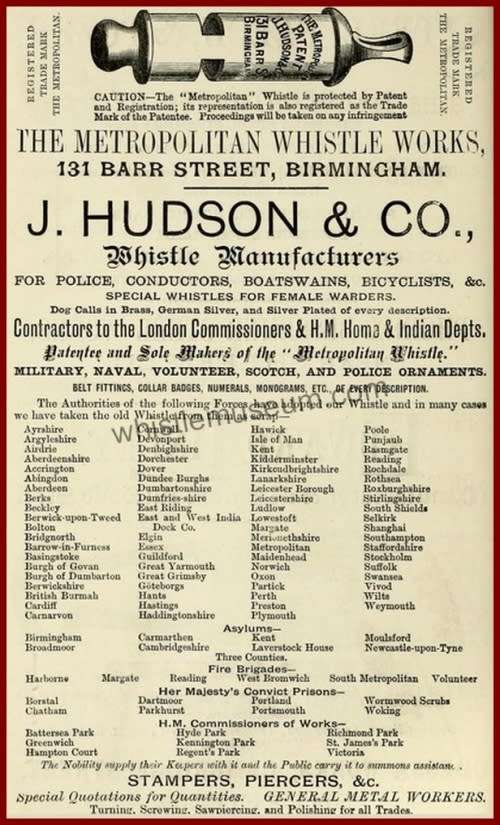 REGISTERED
TRADE MARK
THE METROPOLITAN.
THE METROPO
PATENT
J. HUDSON & C
131 BARR S
BIRMINGHAM
REGISTERED
TRADE MARK
THE METROPOLITAN.
CAUTION—The "Metropolitan" Whistle is protected by Patent
and Registration; its representation is also registered as the Trade
Mark of the Patentee. Proceedings will be taken on any infringement
THE METROPOLITAN WHISTLE WORKS,
131 BARR STREET, BIRMINGHAM.
J. HUDSON & CO.,
Whistle Manufacturers
FOR POLICE, CONDUCTORS, BOATSWAINS, BICYCLISTS, &c.
SPECIAL WHISTLES FOR FEMALE WARDERS.
Dog Calls in Brass, German Silver, and Silver Plated of every description.
Contractors to the London Commissioners & H.M. Home & Indian Depts.
Patentee and Sole Makers of the "Metropolitan Whistle."
MILITARY, NAVAL, VOLUNTEER, SCOTCH, AND POLICE ORNAMENTS.
BELT FITTINGS, COLLAR BADGES, NUMERALS, MONOGRAMS, ETC., OF EVERY DESCRIPTION.
The Authorities of the following Forces have adopted our Whistle and in many cases
we have taken the old Whistle from them as scrap—
whistlemuseum.com
Ayrshire Cornwall Hawick Poole
Argyleshire Devonport Isle of Man Punjaub
Airdrie Denbighshire Kent Rasmgate
Aberdeenshire Dorchester Kidderminster Reading
Accrington Dover Kirkcudbrightshire Rochdale
Abingdon Dundee Burghs Lanarkshire Rothsea
Aberdeen Dumbartonshire Leicester Borough Roxburghshire
Berks Dumfries-shire Leicestershire Stirlingshire
Beckley East Riding Ludlow South Shields
Berwick-upon-Tweed East and West India Lowestoft Selkirk
Bolton Dock Co. Margate Shanghai
Bridgnorth Elgin Merionethshire Southampton
Barrow-in-Furness Essex Metropolitan Staffordshire
Basingstoke Guildford Maidenhead Stockholm
Burgh of Govan Great Yarmouth Norwich Suffolk
Burgh of Dumbarton Great Grimsby Oxon Swansea
Berwickshire Göteborgs Partick Vivod
British Burmah Hants Perth Wilts
Cardiff Hastings Preston Weymouth
Carnarvon Haddingtonshire Plymouth
Asylums—
Birmingham Carmarthen Kent Moulsford
Broadmoor Cambridgeshire Laverstock House Newcastle-upon-Tyne
Three Counties.
Fire Brigades—
Harborne Margate Reading West Bromwich South Metropolitan Volunteer
Her Majesty's Convict Prisons—
Borstal Dartmoor Portland Wormwood Scrubs
Chatham Parkhurst Portsmouth Woking
H.M. Commissioners of Works—
Battersea Park Hyde Park Richmond Park
Greenwich Kennington Park St. James's Park
Hampton Court Regent's Park Victoria
The Nobility supply their Keepers with it and the Public carry it to summons assistance.
STAMPERS, PIERCERS, &c.
Special Quotations for Quantities. GENERAL METAL WORKERS.
Turning, Screwing, Sawpiercing, and Polishing for all Trades.